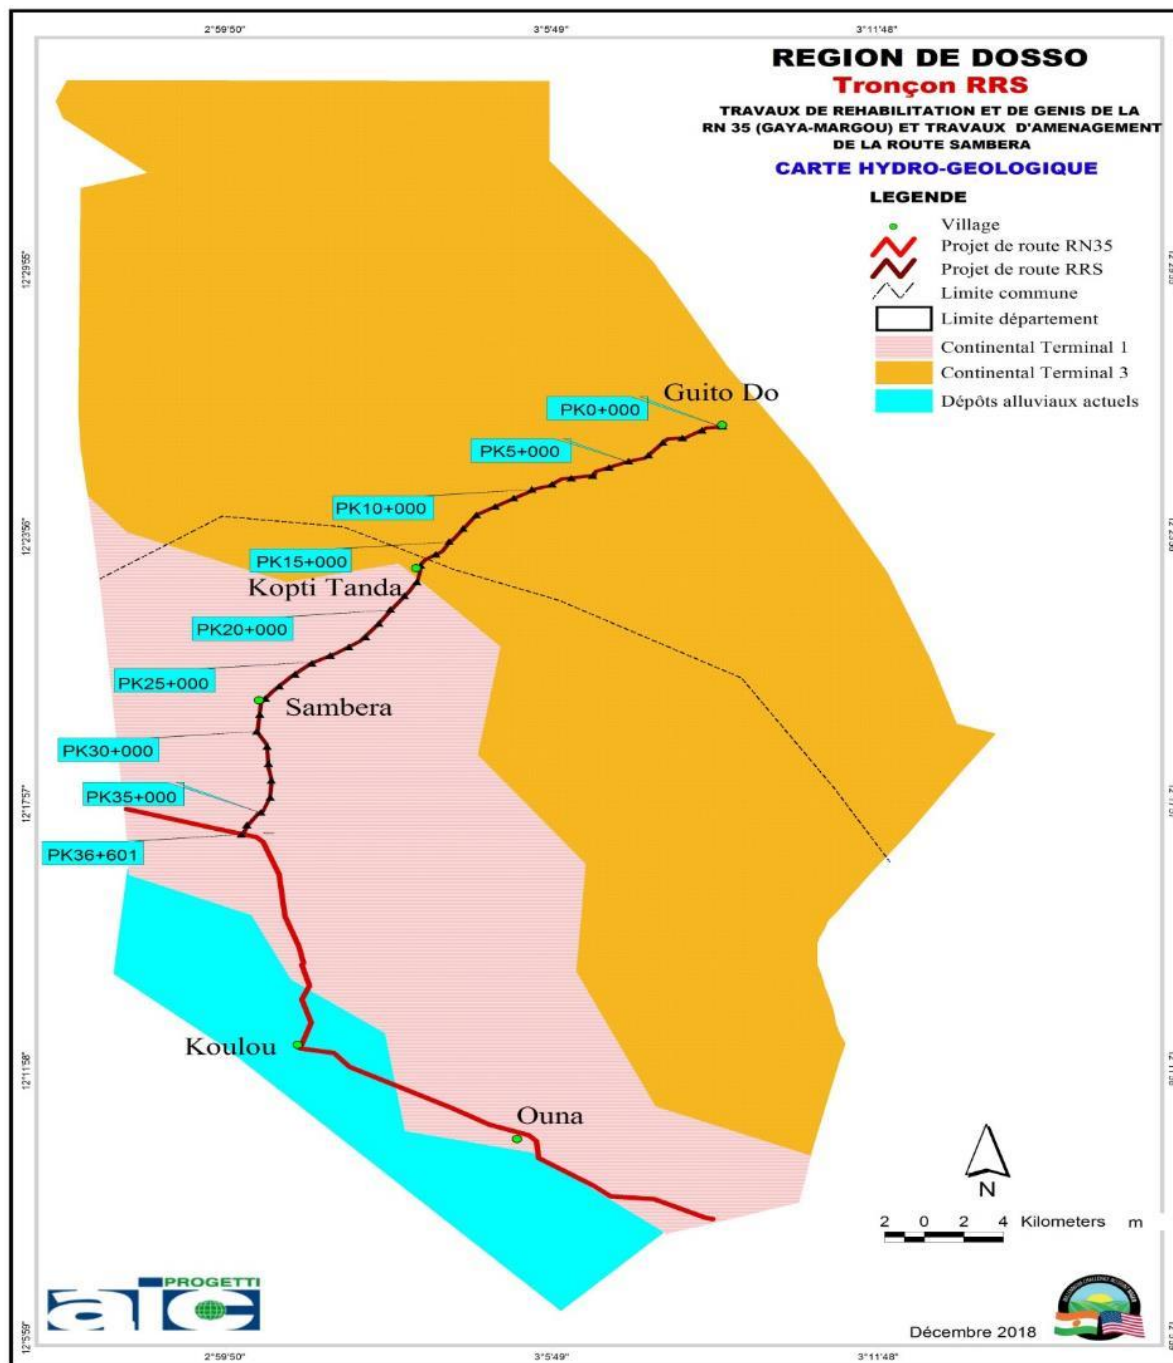 2°59'50"
3°5'49"
3°11'48"
REGION DE DOSSO
Tronçon RRS
TRAVAUX DE REHABILITATION ET DE GENIS DE LA
RN 35 (GAYA-MARGOU) ET TRAVAUX D'AMENAGEMENT
DE LA ROUTE SAMBERA
CARTE HYDRO-GEOLOGIQUE
LEGENDE
Village
Projet de route RN35
Projet de route RRS
Limite commune
Limite département
Continental Terminal 1
Continental Terminal 3
Dépôts alluviaux actuels
12°29'55"
Guito Do
PK0+000
PK5+000
PK10+000
12°23'56"
PK15+000
Kopti Tanda
PK20+000
PK25+000
Sambera
PK30+000
12°17'57"
PK35+000
PK36+601
Koulou
12°11'58"
Ouna
N
2 0 2 4 Kilometers m
PROGETTI
aic
12°5'59"
Décembre 2018
2°59'50"
3°5'49"
3°11'48"